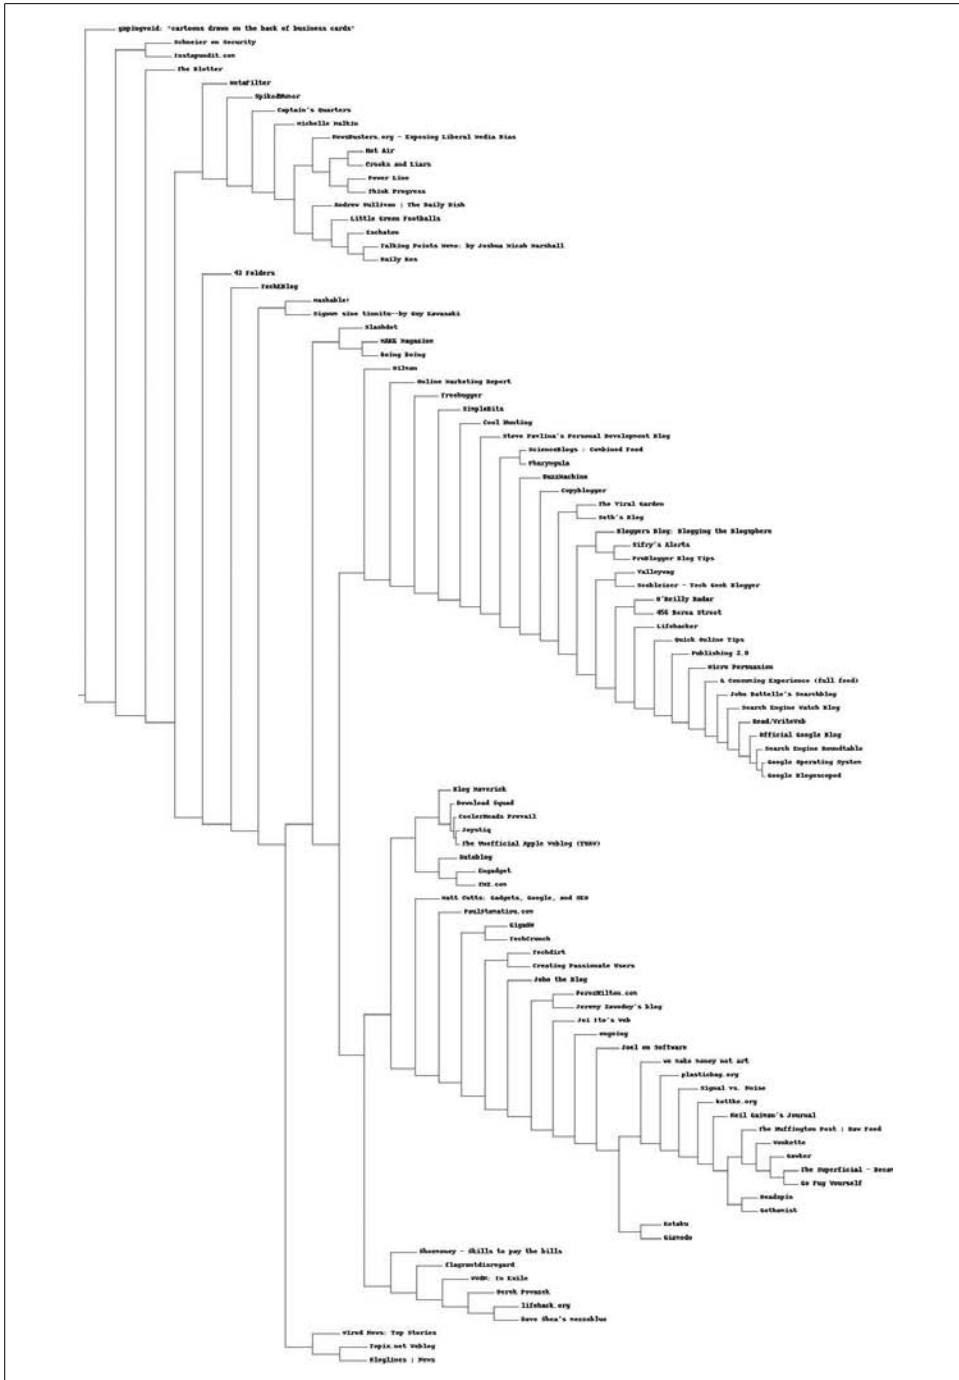 gapingvoid: "cartoons drawn on the back of business cards"
Schneier on Security
Instapundit.com
The Blotter
MetaFilter
SpikedHumor
Captain's Quarters
Michelle Malkin
NewsBusters.org - Exposing Liberal Media Bias
Hot Air
Crooks and Liars
Power Line
Think Progress
Andrew Sullivan | The Daily Dish
Little Green Footballs
Eschaton
Talking Points Memo: by Joshua Micah Marshall
Daily Kos
43 Folders
TechEBlog
Mashable!
Signum sine tinnitu--by Guy Kawasaki
Slashdot
MAKE Magazine
Boing Boing
Oilman
Online Marketing Report
Treehugger
SimpleBits
Cool Hunting
Steve Pavlina's Personal Development Blog
ScienceBlogs : Combined Feed
Pharyngula
BuzzMachine
Copyblogger
The Viral Garden
Seth's Blog
Bloggers Blog: Blogging the Blogsphere
Sifry's Alerts
ProBlogger Blog Tips
Valleywag
Scobleizer - Tech Geek Blogger
O'Reilly Radar
456 Berea Street
Lifehacker
Quick Online Tips
Publishing 2.0
Micro Persuasion
A Consuming Experience (full feed)
John Battelle's Searchblog
Search Engine Watch Blog
Read/WriteWeb
Official Google Blog
Search Engine Roundtable
Google Operating System
Google Blogoscoped
Blog Maverick
Download Squad
CoolerHeads Prevail
Joystiq
The Unofficial Apple Weblog (TUAW)
Autoblog
Engadget
TMZ.com
Matt Cutts: Gadgets, Google, and SEO
PaulStamatiou.com
GigaOM
TechCrunch
Techdirt
Creating Passionate Users
John the Blog
PerezHilton.com
Jeremy Zawodny's blog
Joi Ito's Web
ongoing
Joel on Software
we make money not art
plasticbag.org
Signal vs. Noise
kottke.org
Neil Gaiman's Journal
The Huffington Post | Raw Feed
Wonkette
Gawker
The Superficial - Becau
Go Fug Yourself
Deadspin
Gothamist
Kotaku
Gizmodo
Shoemoney - Skills to pay the bills
flagrantdisregard
WWdN: In Exile
Derek Powazek
lifehack.org
Dave Shea's mezzoblue
Wired News: Top Stories
Topix.net Weblog
Bloglines | News